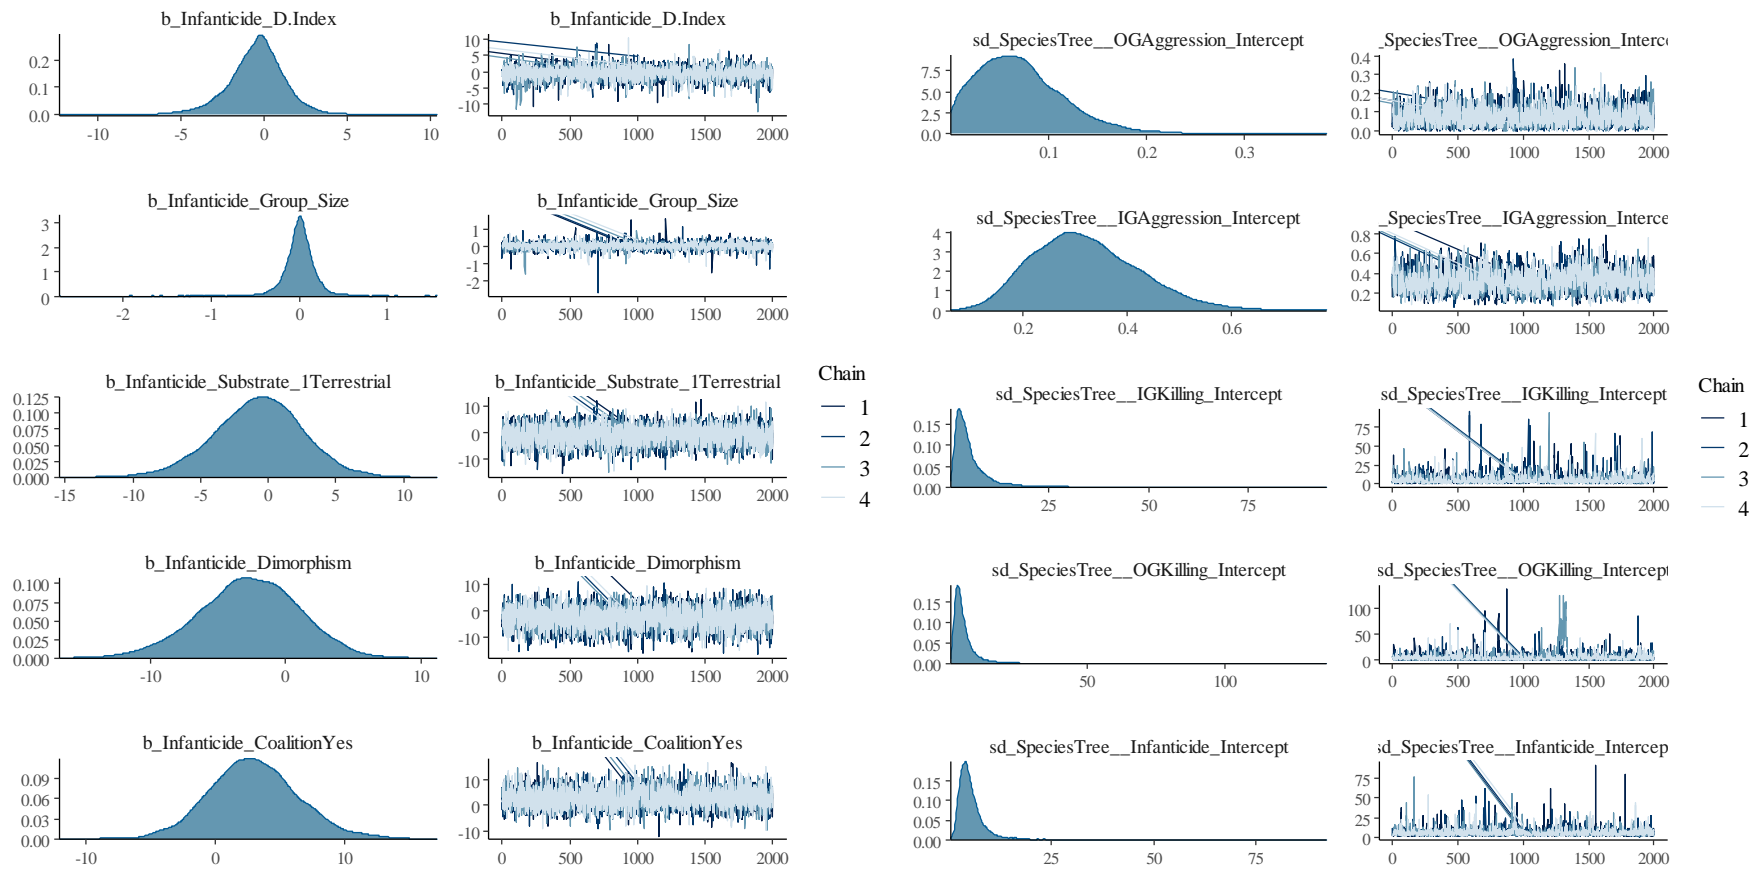 b_Infanticide_D.Index
0.2
0.1
0.0
-10 -5 0 5 10
b_Infanticide_D.Index
10
5
0
-5
-10
0 500 1000 1500 2000
b_Infanticide_Group_Size
3
2
1
0
-2 -1 0 1
b_Infanticide_Group_Size
1
0
-1
-2
0 500 1000 1500 2000
b_Infanticide_Substrate_1Terrestrial
0.125
0.100
0.075
0.050
0.025
0.000
-15 -10 -5 0 5 10
b_Infanticide_Substrate_1Terrestrial
10
0
-10
0 500 1000 1500 2000
b_Infanticide_Dimorphism
0.100
0.075
0.050
0.025
0.000
-10 0 10
b_Infanticide_Dimorphism
10
0
-10
0 500 1000 1500 2000
b_Infanticide_CoalitionYes
0.09
0.06
0.03
0.00
-10 0 10
b_Infanticide_CoalitionYes
10
0
-10
0 500 1000 1500 2000
Chain
1
2
3
4
sd_SpeciesTree__OGAggression_Intercept
7.5
5.0
2.5
0.0
0.1 0.2 0.3
_SpeciesTree__OGAggression_Interc
0.4
0.3
0.2
0.1
0.0
0 500 1000 1500 2000
sd_SpeciesTree__IGAggression_Intercept
4
3
2
1
0
0.2 0.4 0.6
_SpeciesTree__IGAggression_Interce
0.8
0.6
0.4
0.2
0 500 1000 1500 2000
sd_SpeciesTree__IGKilling_Intercept
0.15
0.10
0.05
0.00
25 50 75
sd_SpeciesTree__IGKilling_Intercept
75
50
25
0
0 500 1000 1500 2000
sd_SpeciesTree__OGKilling_Intercept
0.15
0.10
0.05
0.00
50 100
sd_SpeciesTree__OGKilling_Intercept
100
50
0
0 500 1000 1500 2000
sd_SpeciesTree__Infanticide_Intercept
0.15
0.10
0.05
0.00
25 50 75
sd_SpeciesTree__Infanticide_Intercep
75
50
25
0
0 500 1000 1500 2000
Chain
1
2
3
4